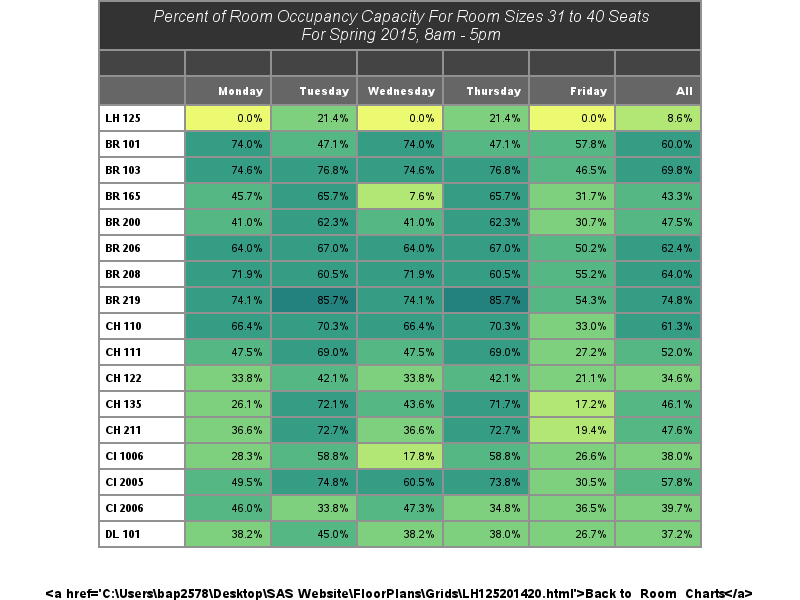 Percent of Room Occupancy Capacity For Room Sizes 31 to 40 Seats
For Spring 2015, 8am - 5pm
Monday Tuesday Wednesday Thursday Friday All
LH 125 0.0% 21.4% 0.0% 21.4% 0.0% 8.6%
BR 101 74.0% 47.1% 74.0% 47.1% 57.8% 60.0%
BR 103 74.6% 76.8% 74.6% 76.8% 46.5% 69.8%
BR 165 45.7% 65.7% 7.6% 65.7% 31.7% 43.3%
BR 200 41.0% 62.3% 41.0% 62.3% 30.7% 47.5%
BR 206 64.0% 67.0% 64.0% 67.0% 50.2% 62.4%
BR 208 71.9% 60.5% 71.9% 60.5% 55.2% 64.0%
BR 219 74.1% 85.7% 74.1% 85.7% 54.3% 74.8%
CH 110 66.4% 70.3% 66.4% 70.3% 33.0% 61.3%
CH 111 47.5% 69.0% 47.5% 69.0% 27.2% 52.0%
CH 122 33.8% 42.1% 33.8% 42.1% 21.1% 34.6%
CH 135 26.1% 72.1% 43.6% 71.7% 17.2% 46.1%
CH 211 36.6% 72.7% 36.6% 72.7% 19.4% 47.6%
CI 1006 28.3% 58.8% 17.8% 58.8% 26.6% 38.0%
CI 2005 49.5% 74.8% 60.5% 73.8% 30.5% 57.8%
CI 2006 46.0% 33.8% 47.3% 34.8% 36.5% 39.7%
DL 101 38.2% 45.0% 38.2% 38.0% 26.7% 37.2%
<a href='C:\Users\bap2578\Desktop\SAS Website\FloorPlans\Grids\LH125201420.html'>Back to Room Charts</a>